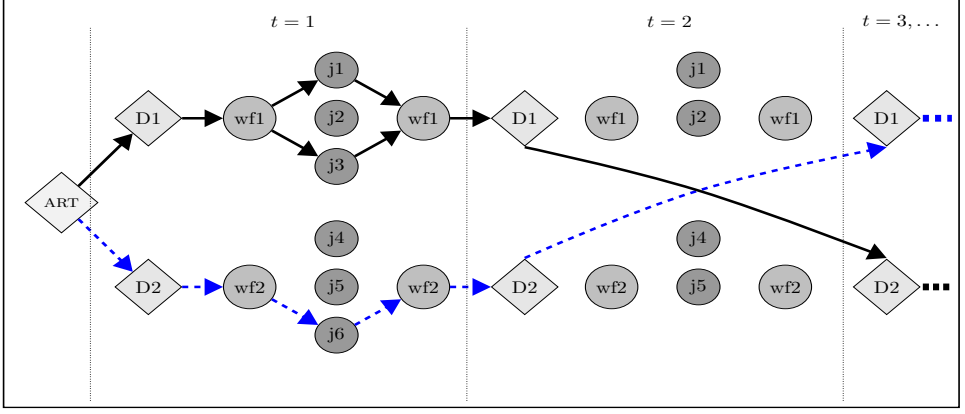 t = 1 t = 2 t = 3, ...
j1 j1
D1 wf1 j2 wf1 D1 wf1 j2 wf1 D1
j3
ART
j4 j4
D2 wf2 j5 wf2 D2 wf2 j5 wf2 D2
j6